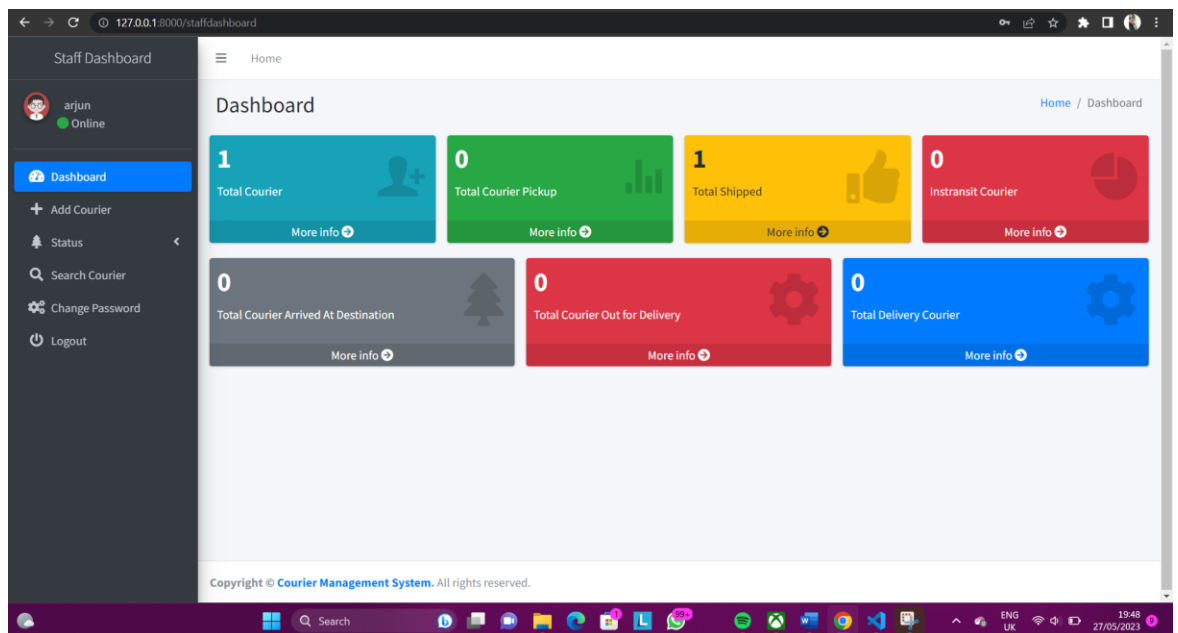 127.0.0.1:8000/staffdashboard
Staff Dashboard
Home
arjun
Online
Dashboard
Home / Dashboard
Dashboard
Add Courier
Status
Search Courier
Change Password
Logout
1
Total Courier
More info
0
Total Courier Pickup
More info
1
Total Shipped
More info
0
Instransit Courier
More info
0
Total Courier Arrived At Destination
More info
0
Total Courier Out for Delivery
More info
0
Total Delivery Courier
More info
Copyright © Courier Management System. All rights reserved.
Search
99+
ENG
UK
19:48
27/05/2023